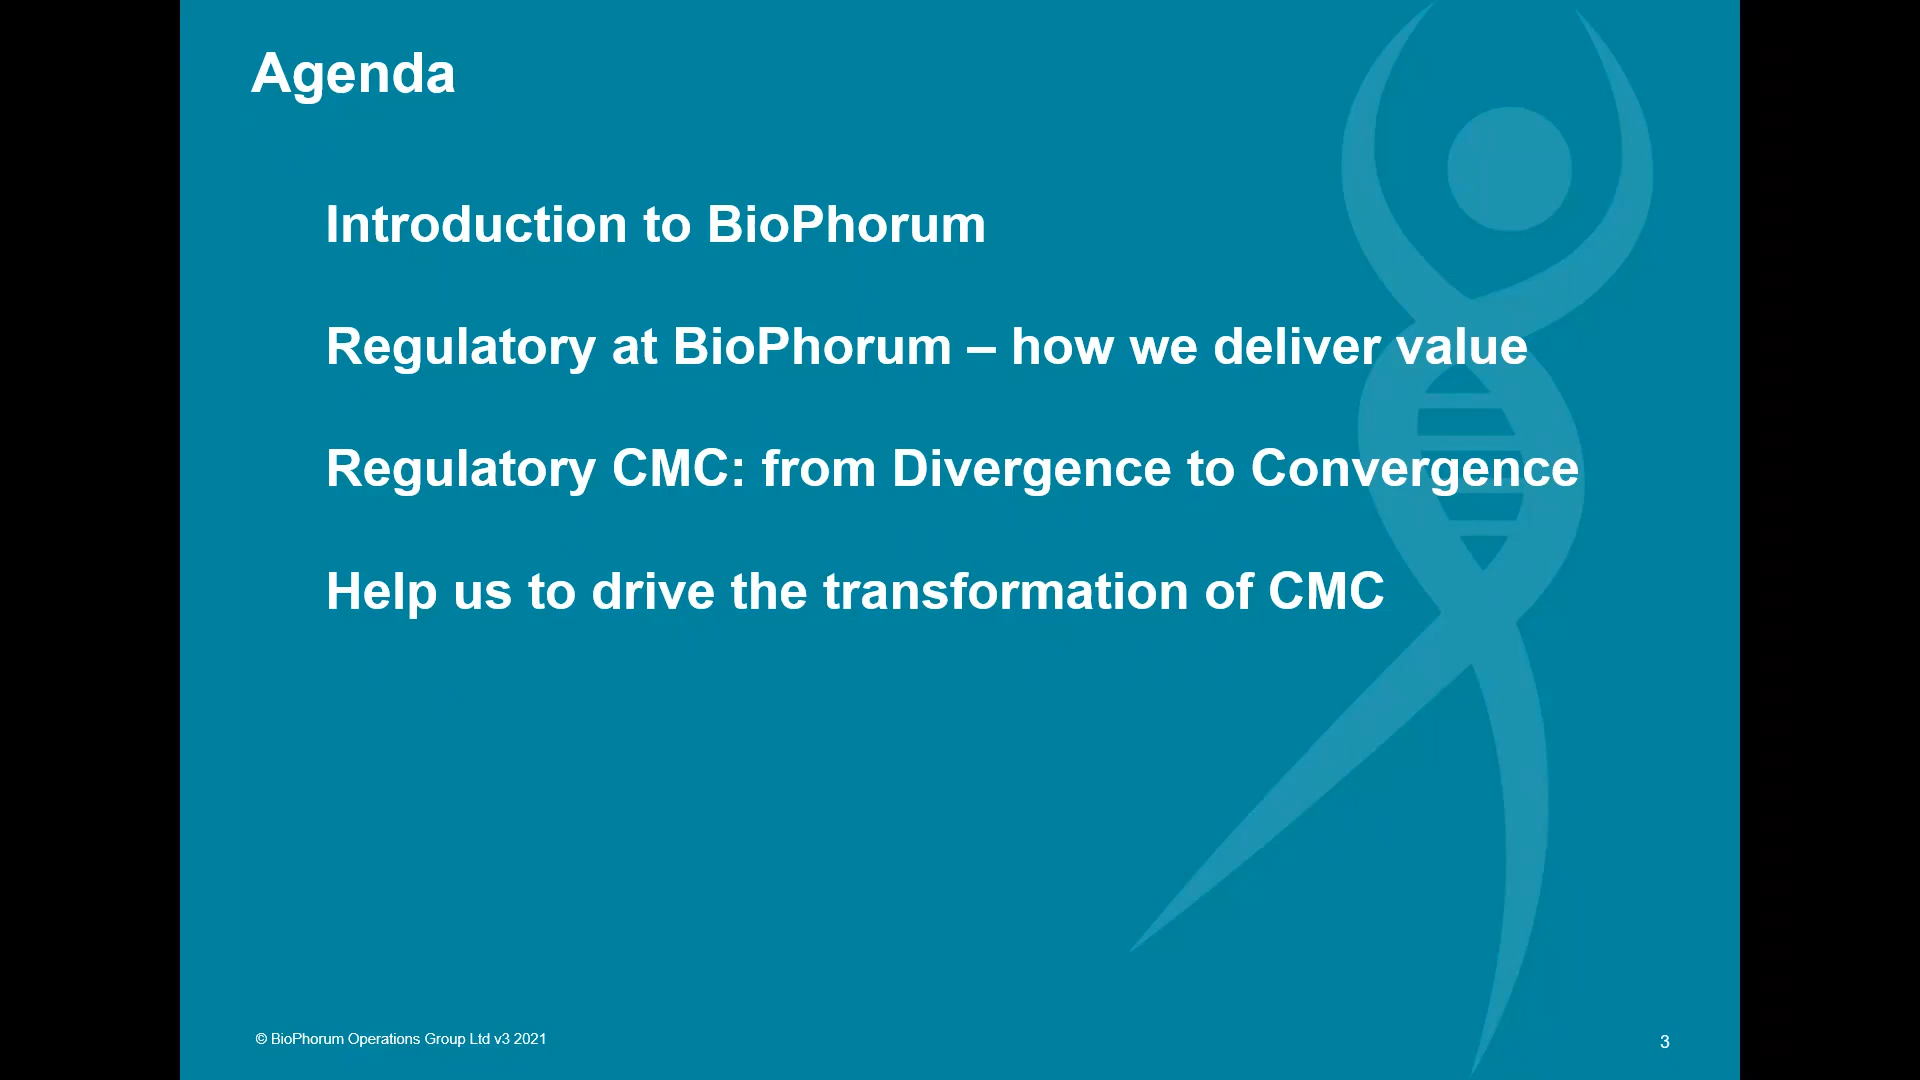 Agenda
Introduction to BioPhorum
Regulatory at BioPhorum – how we deliver value
Regulatory CMC: from Divergence to Convergence
Help us to drive the transformation of CMC
© BioPhorum Operations Group Ltd v3 2021
3